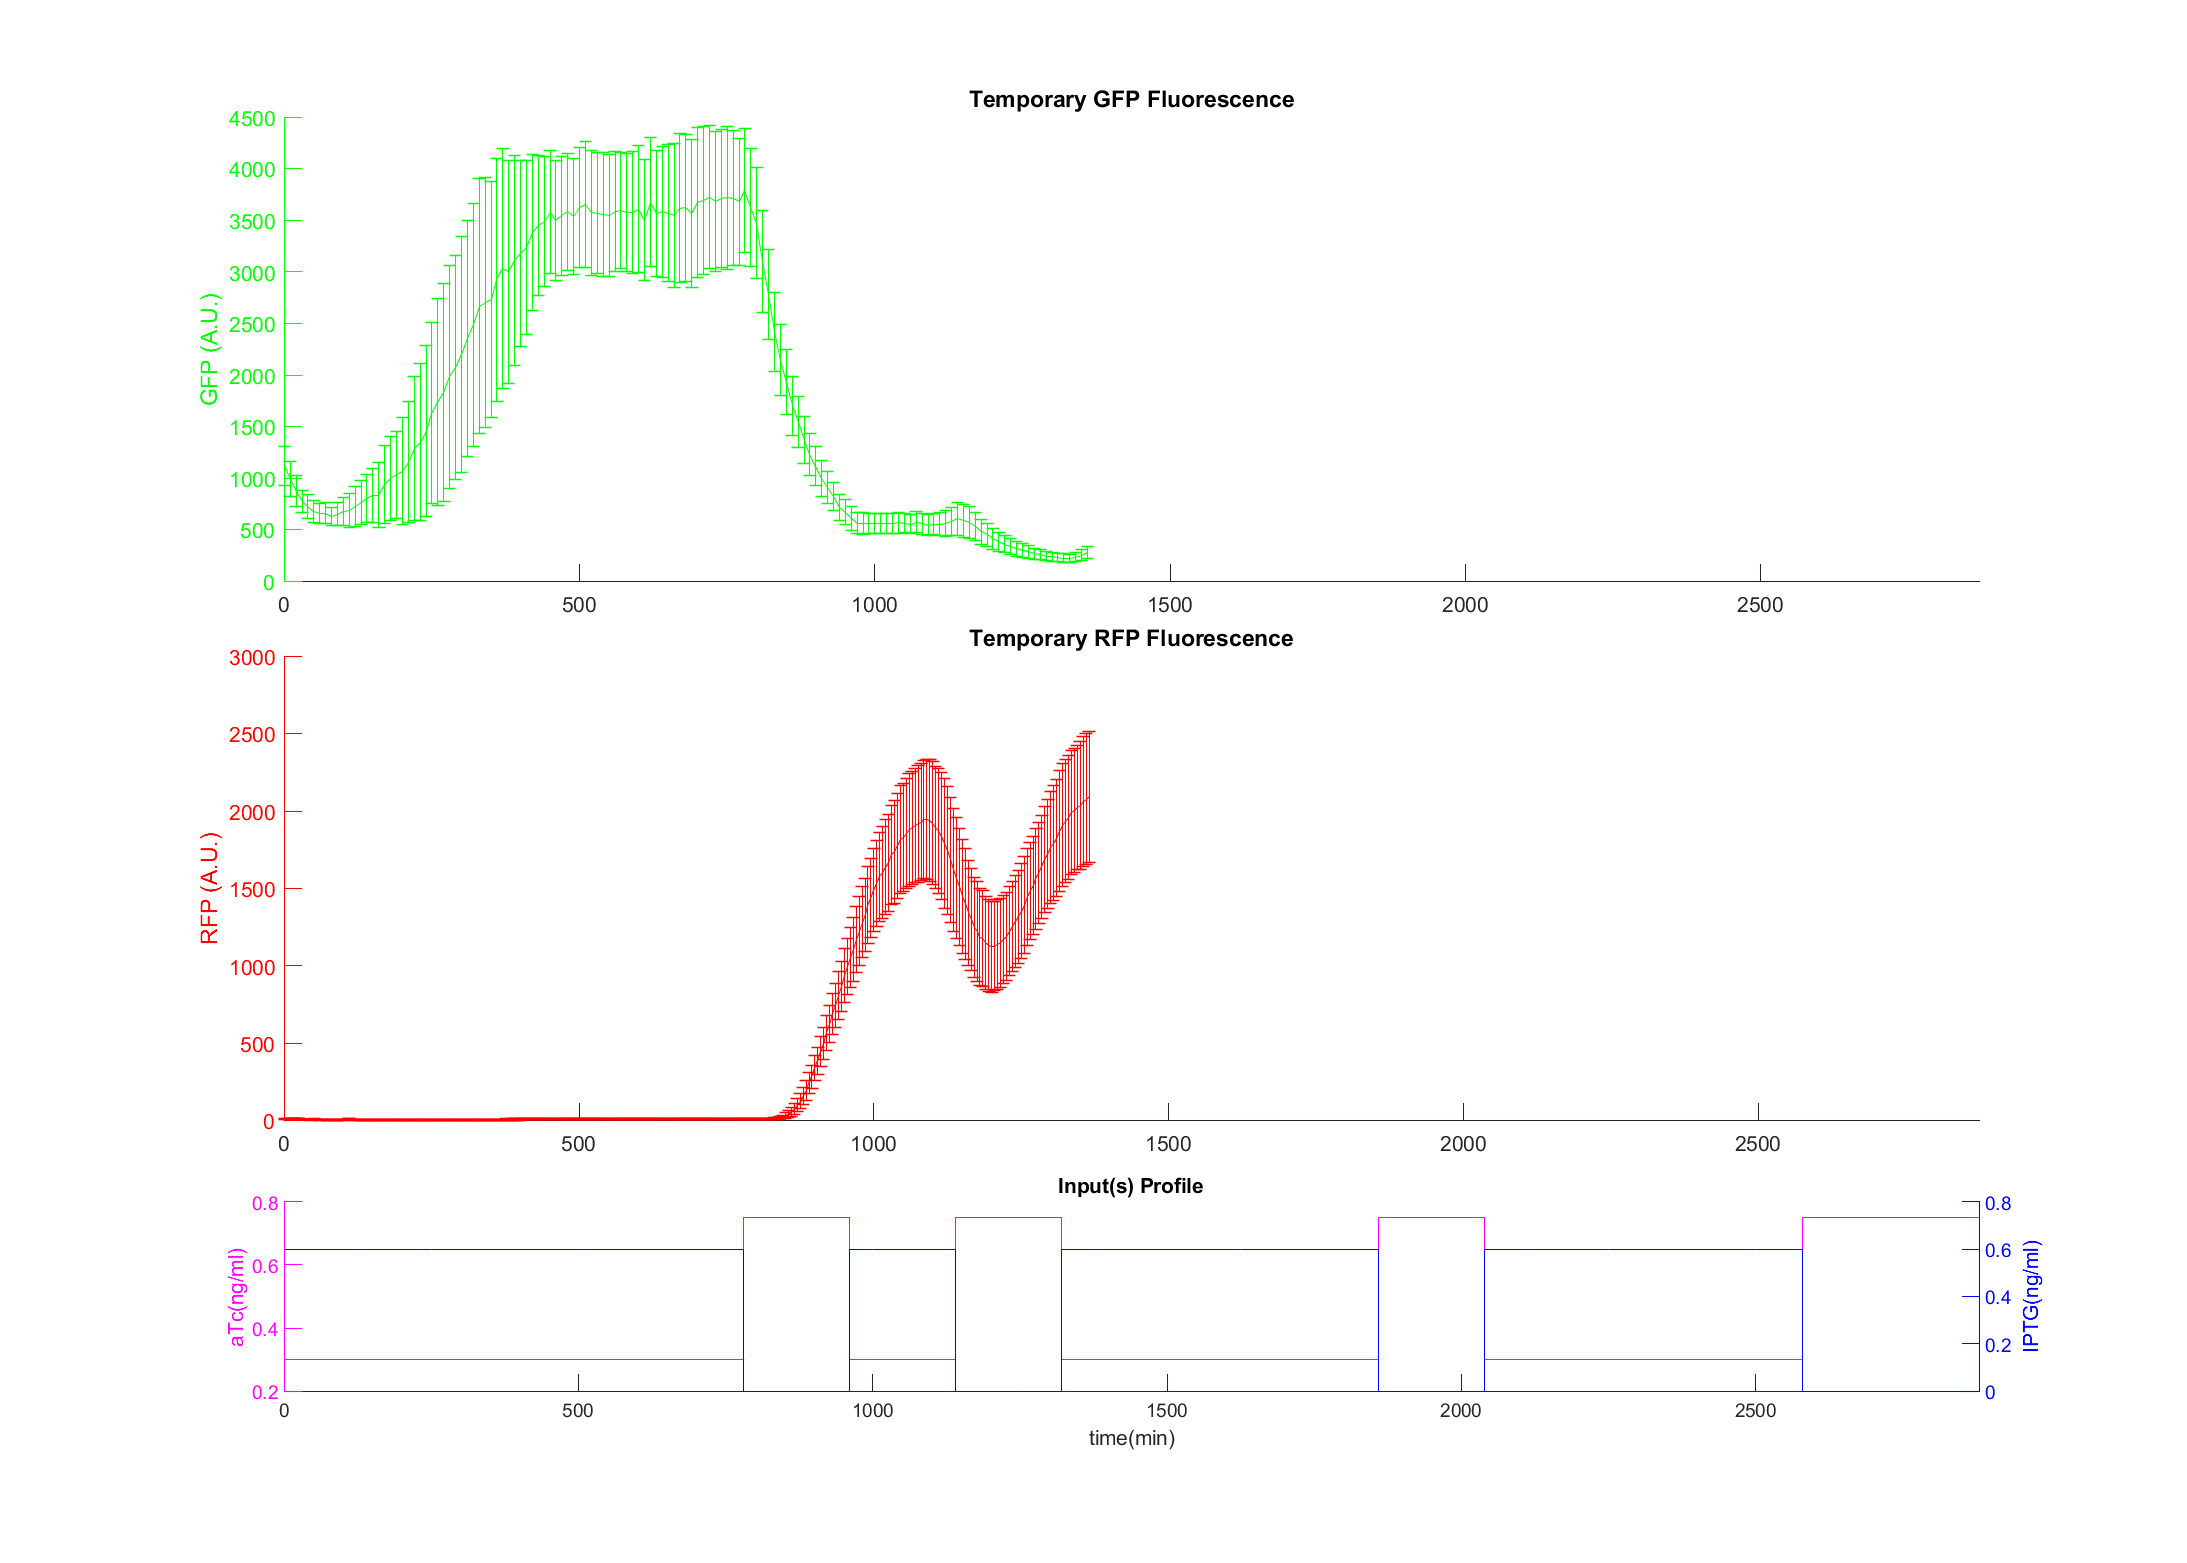 Temporary GFP Fluorescence
4500
4000
3500
3000
2500
2000
1500
1000
500
0
GFP (A.U.)
0 500 1000 1500 2000 2500
Temporary RFP Fluorescence
3000
2500
2000
1500
1000
500
0
RFP (A.U.)
0 500 1000 1500 2000 2500
Input(s) Profile
0.8
0.6
0.4
0.2
aTc(ng/ml)
0.8
0.6
0.4
0.2
0
IPTG(ng/ml)
0 500 1000 1500 2000 2500
time(min)